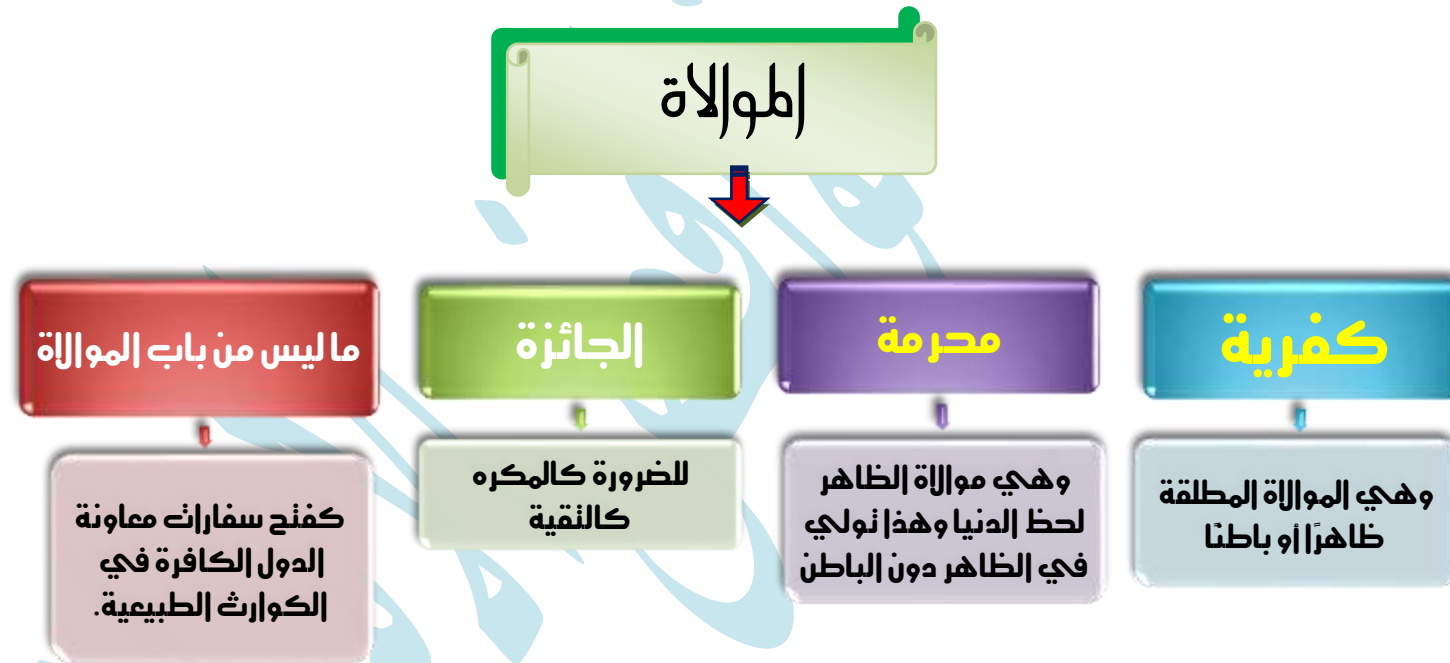 الموالاة
كفرية
محرمة
الجائزة
ما ليس من باب الموالاة
وهي الموالاة المطلقة
ظاهرًا أو باطنًا
وهي موالاة الظاهر
لحظ الدنيا وهذا تولي
في الظاهر دون الباطن
للضرورة كالمكره
كالتقية
كفتح سفارات معاونة
الدول الكافرة في
الكوارث الطبيعية.